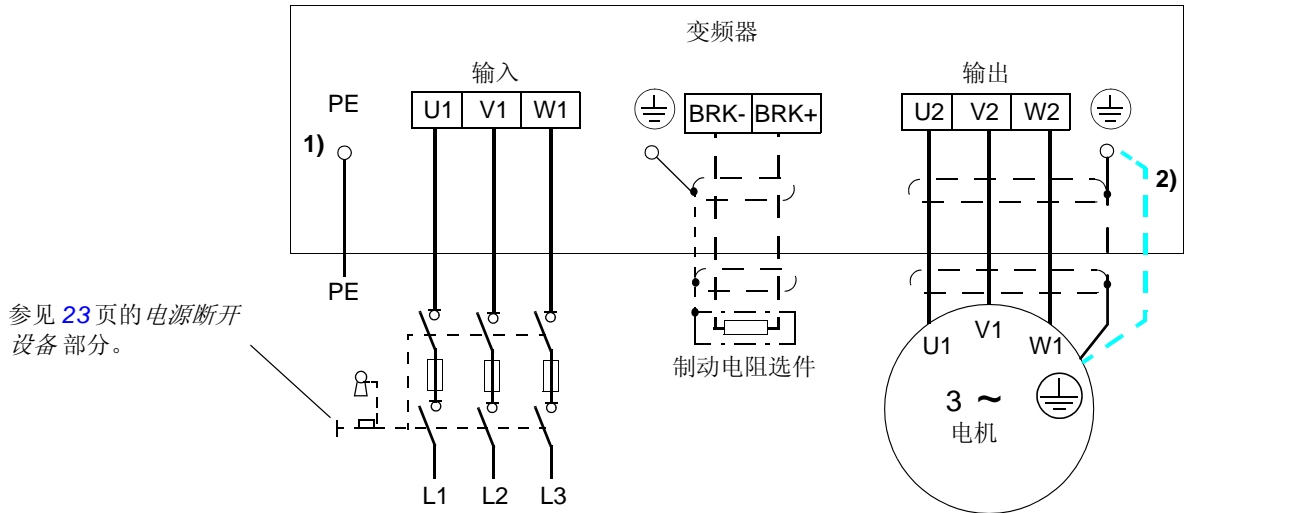 变频器
输入
输出
PE
U1 V1 W1
BRK- BRK+
U2 V2 W2
1)
2)
PE
参见 23 页的 电源断开
设备 部分。
制动电阻选件
U1 V1 W1
3 ~
电机
L1 L2 L3